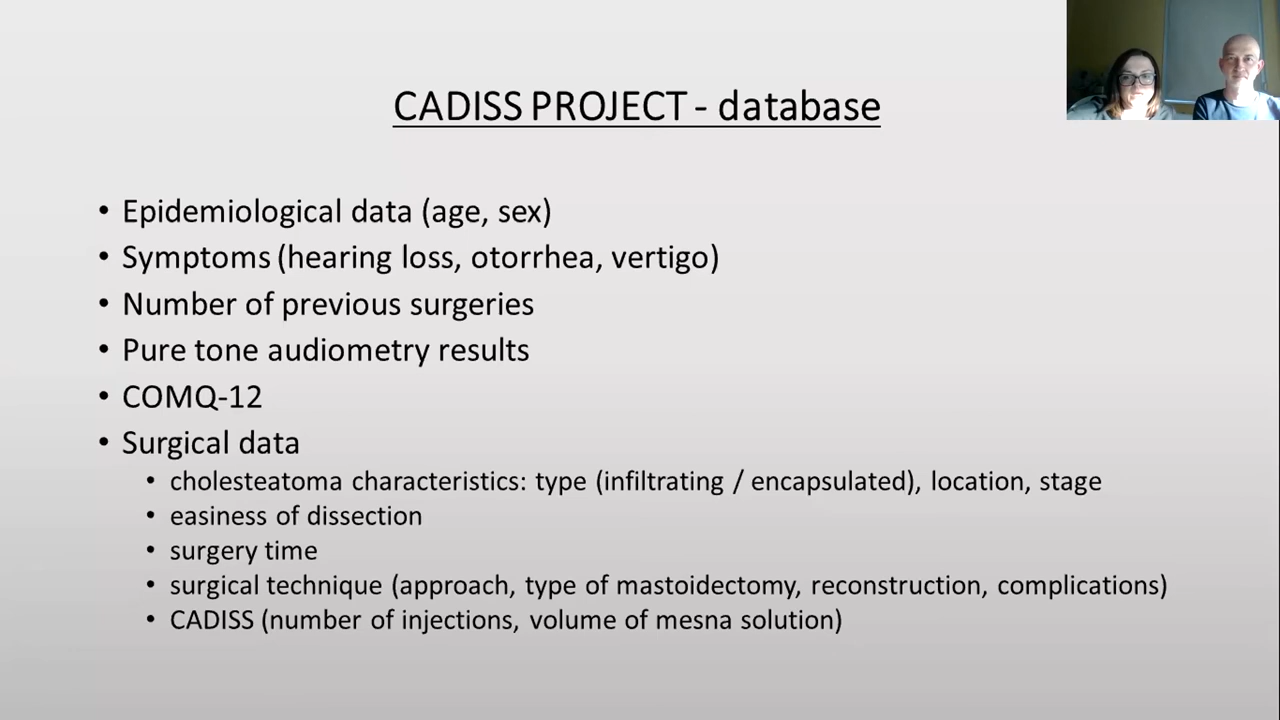 CADISS PROJECT - database
• Epidemiological data (age, sex)
• Symptoms (hearing loss, otorrhea, vertigo)
• Number of previous surgeries
• Pure tone audiometry results
• COMQ-12
• Surgical data
• cholesteatoma characteristics: type (infiltrating / encapsulated), location, stage
• easiness of dissection
• surgery time
• surgical technique (approach, type of mastoidectomy, reconstruction, complications)
• CADISS (number of injections, volume of mesna solution)